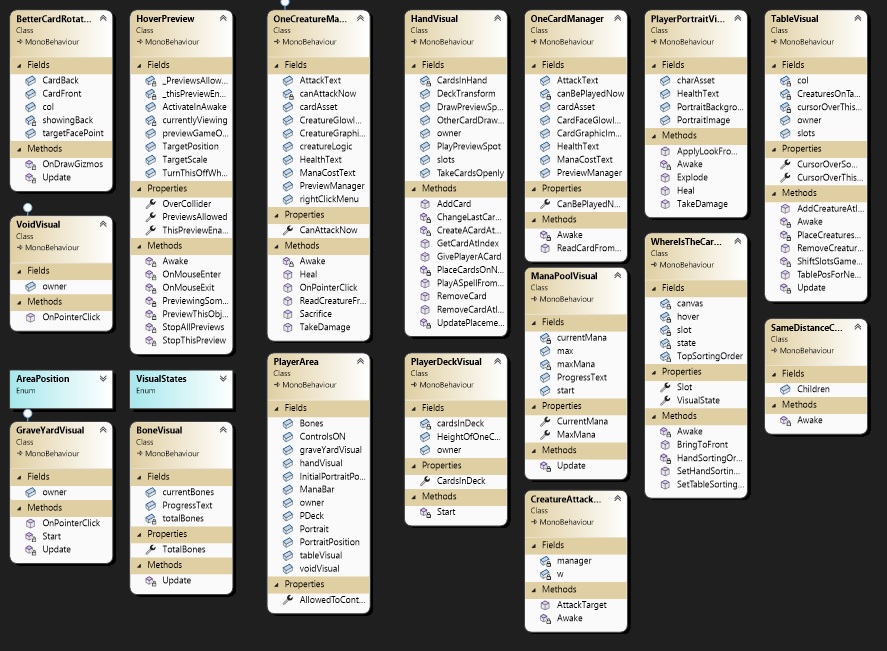 BetterCardRotat...
Class
MonoBehaviour
Fields
CardBack
CardFront
col
showingBack
targetFacePoint
Methods
OnDrawGizmos
Update
VoidVisual
Class
MonoBehaviour
Fields
owner
Methods
OnPointerClick
AreaPosition
Enum
GraveYardVisual
Class
MonoBehaviour
Fields
owner
Methods
OnPointerClick
Start
Update
HoverPreview
Class
MonoBehaviour
Fields
_PreviewsAllow...
_thisPreviewEn...
ActivateInAwake
currentlyViewing
previewGameO...
TargetPosition
TargetScale
TurnThisOffWh...
Properties
OverCollider
PreviewsAllowed
ThisPreviewEna...
Methods
Awake
OnMouseEnter
OnMouseExit
PreviewingSom...
PreviewThisObj...
StopAllPreviews
StopThisPreview
VisualStates
Enum
BoneVisual
Class
MonoBehaviour
Fields
currentBones
ProgressText
totalBones
Properties
TotalBones
Methods
Update
OneCreatureMa...
Class
MonoBehaviour
Fields
AttackText
canAttackNow
cardAsset
CreatureGlowI...
CreatureGraphi...
creatureLogic
HealthText
ManaCostText
PreviewManager
rightClickMenu
Properties
CanAttackNow
Methods
Awake
Heal
OnPointerClick
ReadCreatureFr...
Sacrifice
TakeDamage
PlayerArea
Class
MonoBehaviour
Fields
Bones
ControlsON
graveYardVisual
handVisual
InitialPortraitPo...
ManaBar
owner
PDeck
Portrait
PortraitPosition
tableVisual
voidVisual
Properties
AllowedToCont...
HandVisual
Class
MonoBehaviour
Fields
CardsInHand
DeckTransform
DrawPreviewSp...
OtherCardDraw...
owner
PlayPreviewSpot
slots
TakeCardsOpenly
Methods
AddCard
ChangeLastCar...
CreateACardAt...
GetCardAtIndex
GivePlayerACard
PlaceCardsOnN...
PlayASpellFrom...
RemoveCard
RemoveCardAtI...
UpdatePlaceme...
PlayerDeckVisual
Class
MonoBehaviour
Fields
cardsInDeck
HeightOfOneC...
owner
Properties
CardsInDeck
Methods
Start
OneCardManager
Class
MonoBehaviour
Fields
AttackText
canBePlayedNow
cardAsset
CardFaceGlowI...
CardGraphicIm...
HealthText
ManaCostText
PreviewManager
Properties
CanBePlayedN...
Methods
Awake
ReadCardFrom...
ManaPoolVisual
Class
MonoBehaviour
Fields
currentMana
max
maxMana
ProgressText
start
Properties
CurrentMana
MaxMana
Methods
Update
CreatureAttack...
Class
MonoBehaviour
Fields
manager
w
Methods
AttackTarget
Awake
PlayerPortraitVi...
Class
MonoBehaviour
Fields
charAsset
HealthText
PortraitBackgro...
PortraitImage
Methods
ApplyLookFro...
Awake
Explode
Heal
TakeDamage
WhereIsTheCar...
Class
MonoBehaviour
Fields
canvas
hover
slot
state
TopSortingOrder
Properties
Slot
VisualState
Methods
Awake
BringToFront
HandSortingOr...
SetHandSortin...
SetTableSorting...
TableVisual
Class
MonoBehaviour
Fields
col
CreaturesOnTa...
cursorOverThis...
owner
slots
Properties
CursorOverSo...
CursorOverThis...
Methods
AddCreatureAtI...
Awake
PlaceCreatures...
RemoveCreatur...
ShiftSlotsGame...
TablePosForNe...
Update
SameDistanceC...
Class
MonoBehaviour
Fields
Children
Methods
Awake